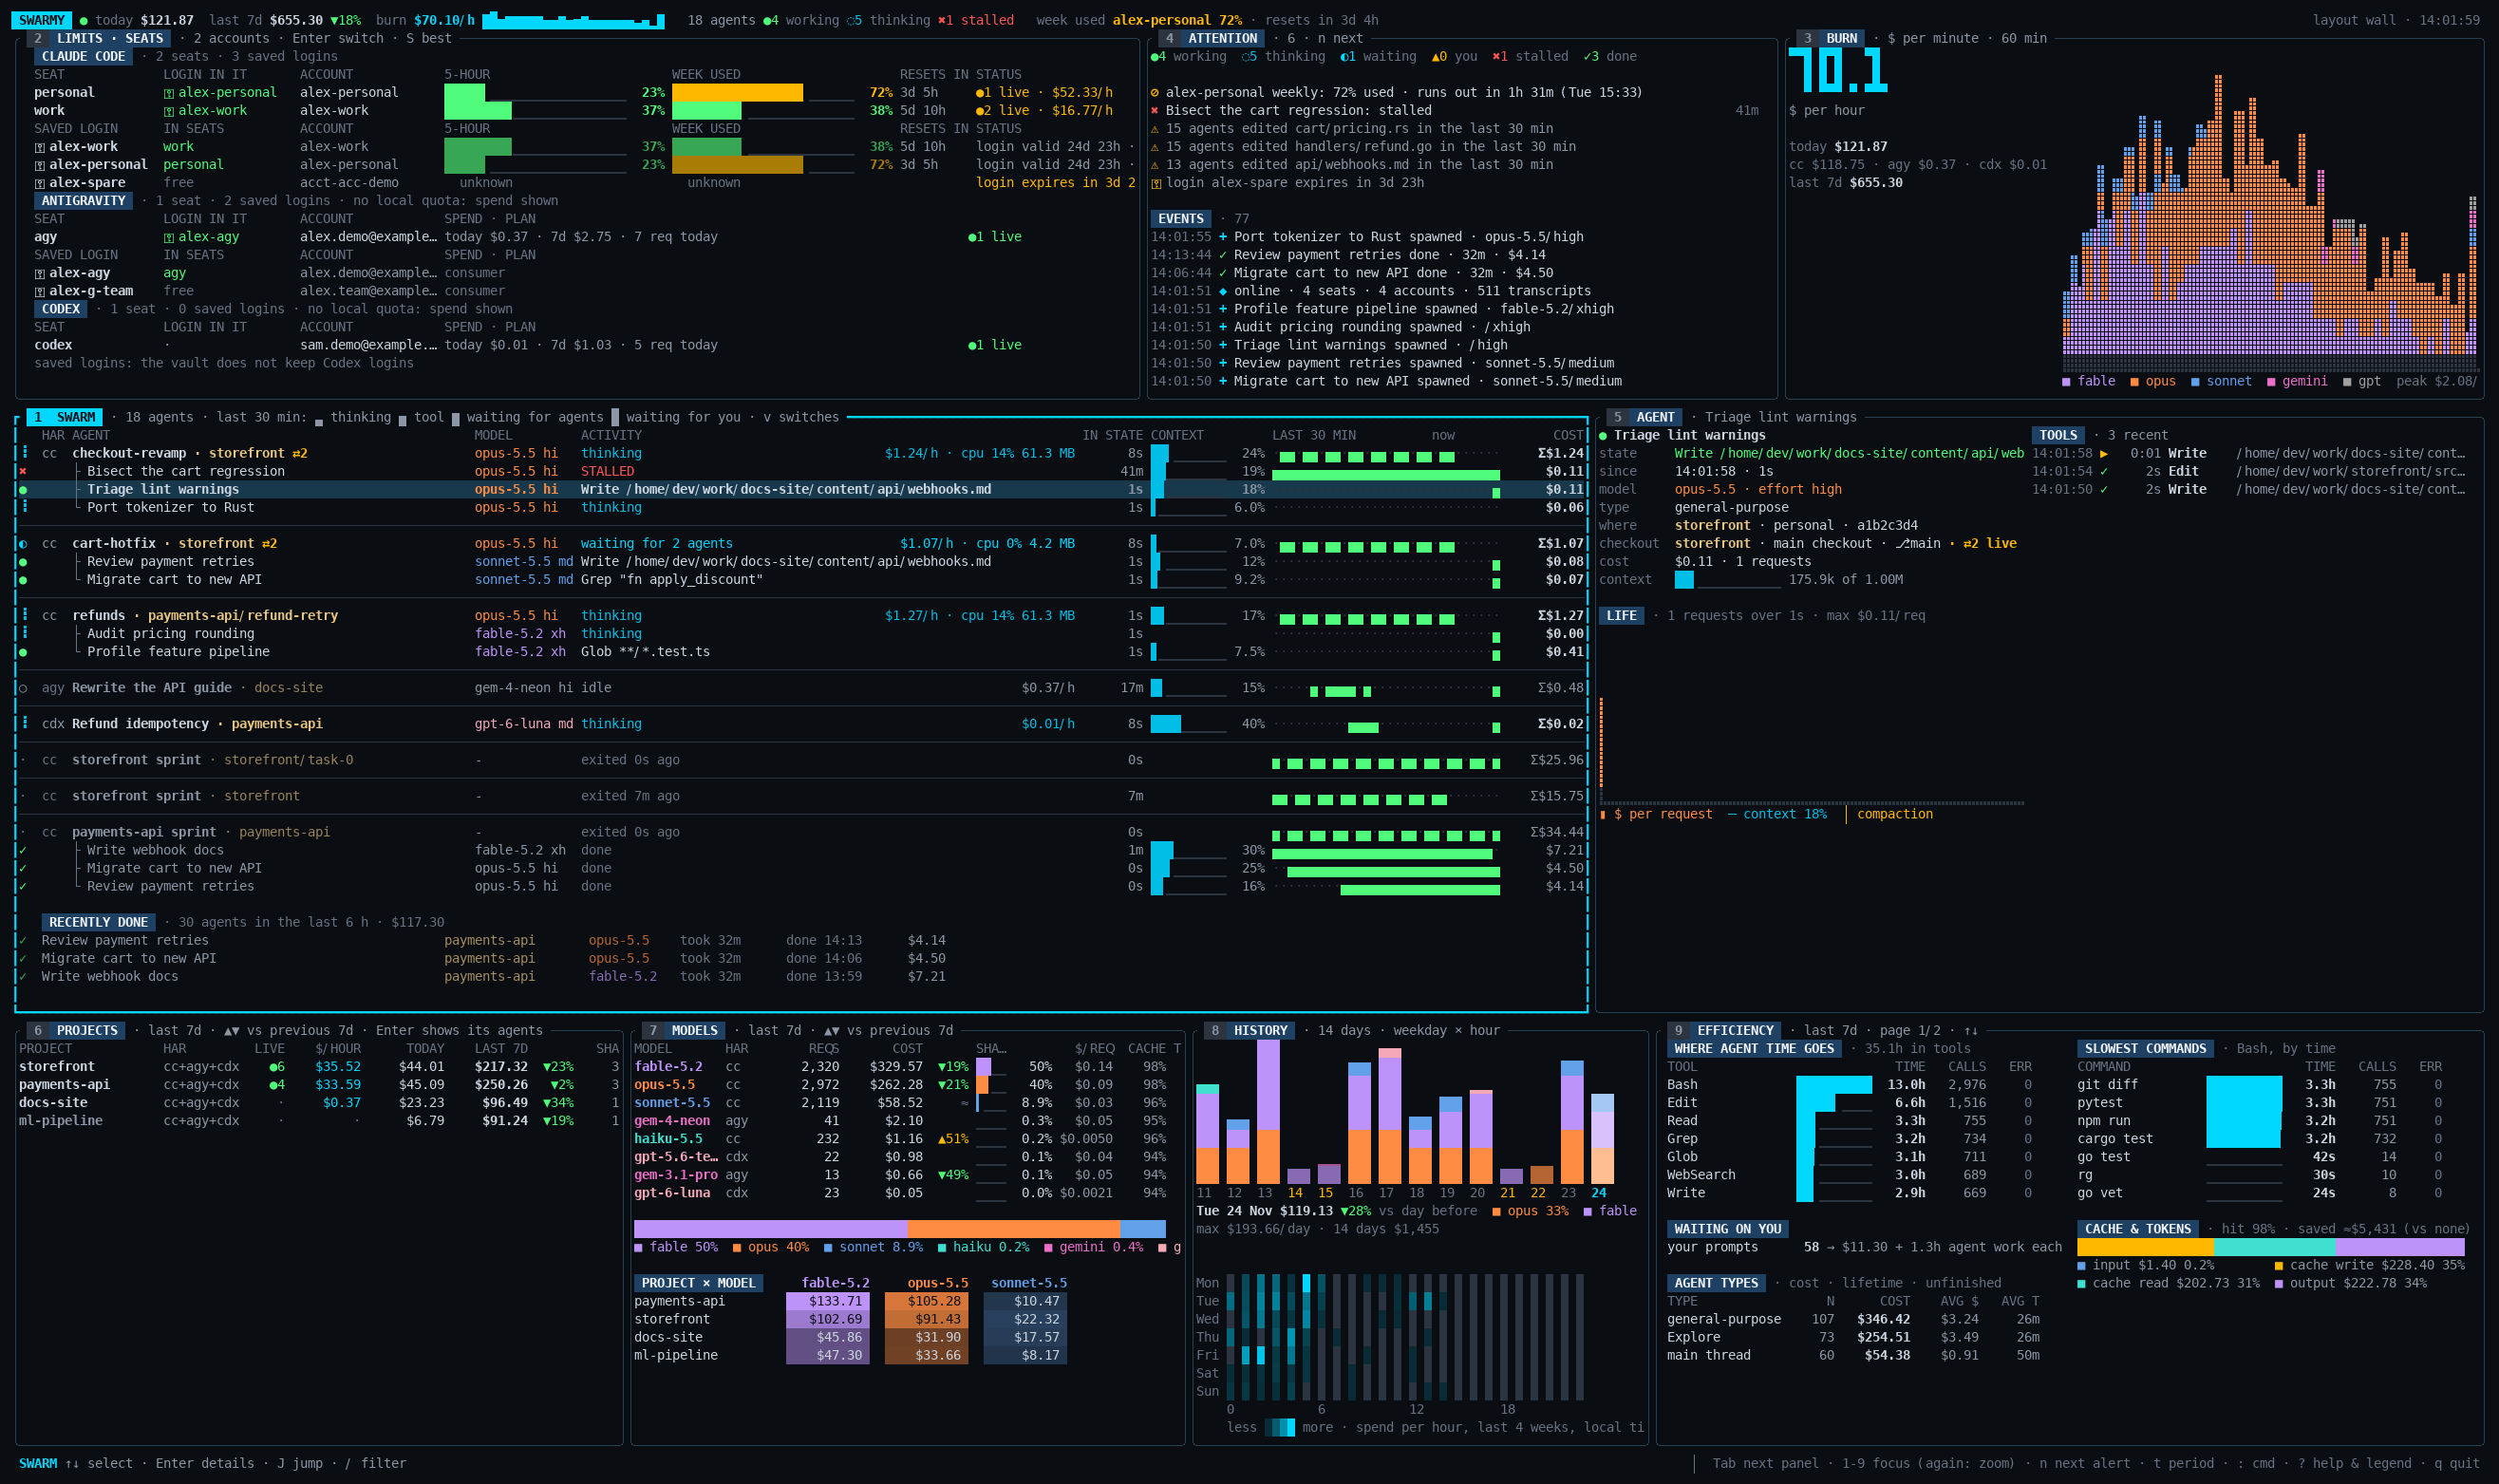 SWARMY ● today $121.87 last 7d $655.30 ▼18% burn $70.10/h 18 agents ●4 working ◌5 thinking ✖1 stalled week used alex-personal 72% · resets in 3d 4h layout wall · 14:01:59
2 LIMITS · SEATS · 2 accounts · Enter switch · S best
CLAUDE CODE · 2 seats · 3 saved logins
SEAT LOGIN IN IT ACCOUNT 5-HOUR WEEK USED RESETS IN STATUS
personal alex-personal alex-personal 23% 72% 3d 5h ●1 live · $52.33/h
work alex-work alex-work 37% 38% 5d 10h ●2 live · $16.77/h
SAVED LOGIN IN SEATS ACCOUNT 5-HOUR WEEK USED RESETS IN STATUS
alex-work work alex-work 37% 38% 5d 10h login valid 24d 23h ·
alex-personal personal alex-personal 23% 72% 3d 5h login valid 24d 23h ·
alex-spare free acct-acc-demo unknown unknown login expires in 3d 2
ANTIGRAVITY · 1 seat · 2 saved logins · no local quota: spend shown
SEAT LOGIN IN IT ACCOUNT SPEND · PLAN
agy alex-agy alex.demo@example… today $0.37 · 7d $2.75 · 7 req today ●1 live
SAVED LOGIN IN SEATS ACCOUNT SPEND · PLAN
alex-agy agy alex.demo@example… consumer
alex-g-team free alex.team@example… consumer
CODEX · 1 seat · 0 saved logins · no local quota: spend shown
SEAT LOGIN IN IT ACCOUNT SPEND · PLAN
codex · sam.demo@example.… today $0.01 · 7d $1.03 · 5 req today ●1 live
saved logins: the vault does not keep Codex logins
4 ATTENTION · 6 · n next
●4 working ◌5 thinking ◐1 waiting ▲0 you ✖1 stalled ✓3 done
⊘ alex-personal weekly: 72% used · runs out in 1h 31m (Tue 15:33)
✖ Bisect the cart regression: stalled 41m
⚠ 15 agents edited cart/pricing.rs in the last 30 min
⚠ 15 agents edited handlers/refund.go in the last 30 min
⚠ 13 agents edited api/webhooks.md in the last 30 min
login alex-spare expires in 3d 23h
EVENTS · 77
14:01:55 + Port tokenizer to Rust spawned · opus-5.5/high
14:13:44 ✓ Review payment retries done · 32m · $4.14
14:06:44 ✓ Migrate cart to new API done · 32m · $4.50
14:01:51 ◆ online · 4 seats · 4 accounts · 511 transcripts
14:01:51 + Profile feature pipeline spawned · fable-5.2/xhigh
14:01:51 + Audit pricing rounding spawned · /xhigh
14:01:50 + Triage lint warnings spawned · /high
14:01:50 + Review payment retries spawned · sonnet-5.5/medium
14:01:50 + Migrate cart to new API spawned · sonnet-5.5/medium
3 BURN · $ per minute · 60 min
70.1
$ per hour
today $121.87
cc $118.75 · agy $0.37 · cdx $0.01
last 7d $655.30
■ fable ■ opus ■ sonnet ■ gemini ■ gpt peak $2.08/
1 SWARM · 18 agents · last 30 min: thinking tool waiting for agents waiting for you · v switches
HAR AGENT MODEL ACTIVITY IN STATE CONTEXT LAST 30 MIN now COST
cc checkout-revamp · storefront ⇄2 opus-5.5 hi thinking $1.24/h · cpu 14% 61.3 MB 8s 24% Σ$1.24
✖ ├ Bisect the cart regression opus-5.5 hi STALLED 41m 19% $0.11
● ├ Triage lint warnings opus-5.5 hi Write /home/dev/work/docs-site/content/api/webhooks.md 1s 18% $0.11
└ Port tokenizer to Rust opus-5.5 hi thinking 1s 6.0% $0.06
◐ cc cart-hotfix · storefront ⇄2 opus-5.5 hi waiting for 2 agents $1.07/h · cpu 0% 4.2 MB 8s 7.0% $1.07
● ├ Review payment retries sonnet-5.5 md Write /home/dev/work/docs-site/content/api/webhooks.md 1s 12% $0.08
● └ Migrate cart to new API sonnet-5.5 md Grep "fn apply_discount" 1s 9.2% $0.07
cc refunds · payments-api/refund-retry opus-5.5 hi thinking $1.27/h · cpu 14% 61.3 MB 1s 17% Σ$1.27
├ Audit pricing rounding fable-5.2 xh thinking 1s $0.00
● └ Profile feature pipeline fable-5.2 xh Glob **/*.test.ts 1s 7.5% $0.41
○ agy Rewrite the API guide · docs-site gem-4-neon hi idle $0.37/h 17m 15% Σ$0.48
cdx Refund idempotency · payments-api gpt-6-luna md thinking $0.01/h 8s 40% Σ$0.02
· cc storefront sprint · storefront/task-0 - exited 0s ago 0s Σ$25.96
· cc storefront sprint · storefront - exited 7m ago 7m Σ$15.75
· cc payments-api sprint · payments-api - exited 0s ago 0s Σ$34.44
✓ ├ Write webhook docs fable-5.2 xh done 1m 30% $7.21
✓ ├ Migrate cart to new API opus-5.5 hi done 0s 25% $4.50
✓ └ Review payment retries opus-5.5 hi done 0s 16% $4.14
RECENTLY DONE · 30 agents in the last 6 h · $117.30
✓ Review payment retries payments-api opus-5.5 took 32m done 14:13 $4.14
✓ Migrate cart to new API payments-api opus-5.5 took 32m done 14:06 $4.50
✓ Write webhook docs payments-api fable-5.2 took 32m done 13:59 $7.21
5 AGENT · Triage lint warnings
● Triage lint warnings
state Write /home/dev/work/docs-site/content/api/web
since 14:01:58 · 1s
model opus-5.5 · effort high
type general-purpose
where storefront · personal · a1b2c3d4
checkout storefront · main checkout · ⎇main · ⇄2 live
cost $0.11 · 1 requests
context 175.9k of 1.00M
TOOLS · 3 recent
14:01:58 ▶ 0:01 Write /home/dev/work/docs-site/cont…
14:01:54 ✓ 2s Edit /home/dev/work/storefront/src…
14:01:50 ✓ 2s Write /home/dev/work/docs-site/cont…
LIFE · 1 requests over 1s · max $0.11/req
$ per request ─ context 18% │ compaction
6 PROJECTS · last 7d · ▲▼ vs previous 7d · Enter shows its agents
PROJECT HAR LIVE $/HOUR TODAY LAST 7D SHA
storefront cc+agy+cdx ●6 $35.52 $44.01 $217.32 ▼23% 3
payments-api cc+agy+cdx ●4 $33.59 $45.09 $250.26 ▼2% 3
docs-site cc+agy+cdx · $0.37 $23.23 $96.49 ▼34% 1
ml-pipeline cc+agy+cdx · · $6.79 $91.24 ▼19% 1
7 MODELS · last 7d · ▲▼ vs previous 7d
MODEL HAR REQS COST SHA… $/REQ CACHE T
fable-5.2 cc 2,320 $329.57 ▼19% 50% $0.14 98%
opus-5.5 cc 2,972 $262.28 ▼21% 40% $0.09 98%
sonnet-5.5 cc 2,119 $58.52 ≈ 8.9% $0.03 96%
gem-4-neon agy 41 $2.10 0.3% $0.05 95%
haiku-5.5 cc 232 $1.16 ▲51% 0.2% $0.0050 96%
gpt-5.6-te… cdx 22 $0.98 0.1% $0.04 94%
gem-3.1-pro agy 13 $0.66 ▼49% 0.1% $0.05 94%
gpt-6-luna cdx 23 $0.05 0.0% $0.0021 94%
■ fable 50% ■ opus 40% ■ sonnet 8.9% ■ haiku 0.2% ■ gemini 0.4% ■ g
PROJECT × MODEL fable-5.2 opus-5.5 sonnet-5.5
payments-api $133.71 $105.28 $10.47
storefront $102.69 $91.43 $22.32
docs-site $45.86 $31.90 $17.57
ml-pipeline $47.30 $33.66 $8.17
8 HISTORY · 14 days · weekday × hour
11 12 13 14 15 16 17 18 19 20 21 22 23 24
Tue 24 Nov $119.13 ▼28% vs day before ■ opus 33% ■ fable
max $193.66/day · 14 days $1,455
Mon
Tue
Wed
Thu
Fri
Sat
Sun
0 6 12 18
less more · spend per hour, last 4 weeks, local ti
9 EFFICIENCY · last 7d · page 1/2 · ↑↓
WHERE AGENT TIME GOES · 35.1h in tools
TOOL TIME CALLS ERR
Bash 13.0h 2,976 0
Edit 6.6h 1,516 0
Read 3.3h 755 0
Grep 3.2h 734 0
Glob 3.1h 711 0
WebSearch 3.0h 689 0
Write 2.9h 669 0
SLOWEST COMMANDS · Bash, by time
COMMAND TIME CALLS ERR
git diff 3.3h 755 0
pytest 3.3h 751 0
npm run 3.2h 751 0
cargo test 3.2h 732 0
go test 42s 14 0
rg 30s 10 0
go vet 24s 8 0
WAITING ON YOU
your prompts 58 → $11.30 + 1.3h agent work each
CACHE & TOKENS · hit 98% · saved ≈$5,431 (vs none)
■ input $1.40 0.2% ■ cache write $228.40 35%
■ cache read $202.73 31% ■ output $222.78 34%
AGENT TYPES · cost · lifetime · unfinished
TYPE N COST AVG $ AVG T
general-purpose 107 $346.42 $3.24 26m
Explore 73 $254.51 $3.49 26m
main thread 60 $54.38 $0.91 50m
SWARM ↑↓ select · Enter details · J jump · / filter │ Tab next panel · 1-9 focus (again: zoom) · n next alert · t period · : cmd · ? help & legend · q quit